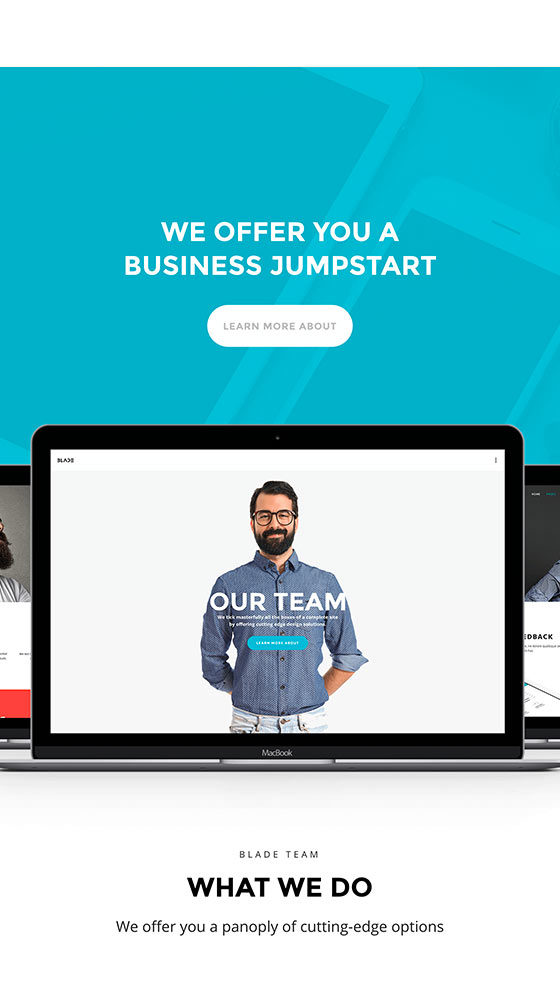 WE OFFER YOU A
BUSINESS JUMPSTART
LEARN MORE ABOUT
BLADE
HOME
OUR TEAM
We tick masterfully all the boxes of a complete site
by offering cutting edge design solutions.
LEARN MORE ABOUT
EDBACK
MacBook
BLADE TEAM
WHAT WE DO
We offer you a panoply of cutting-edge options